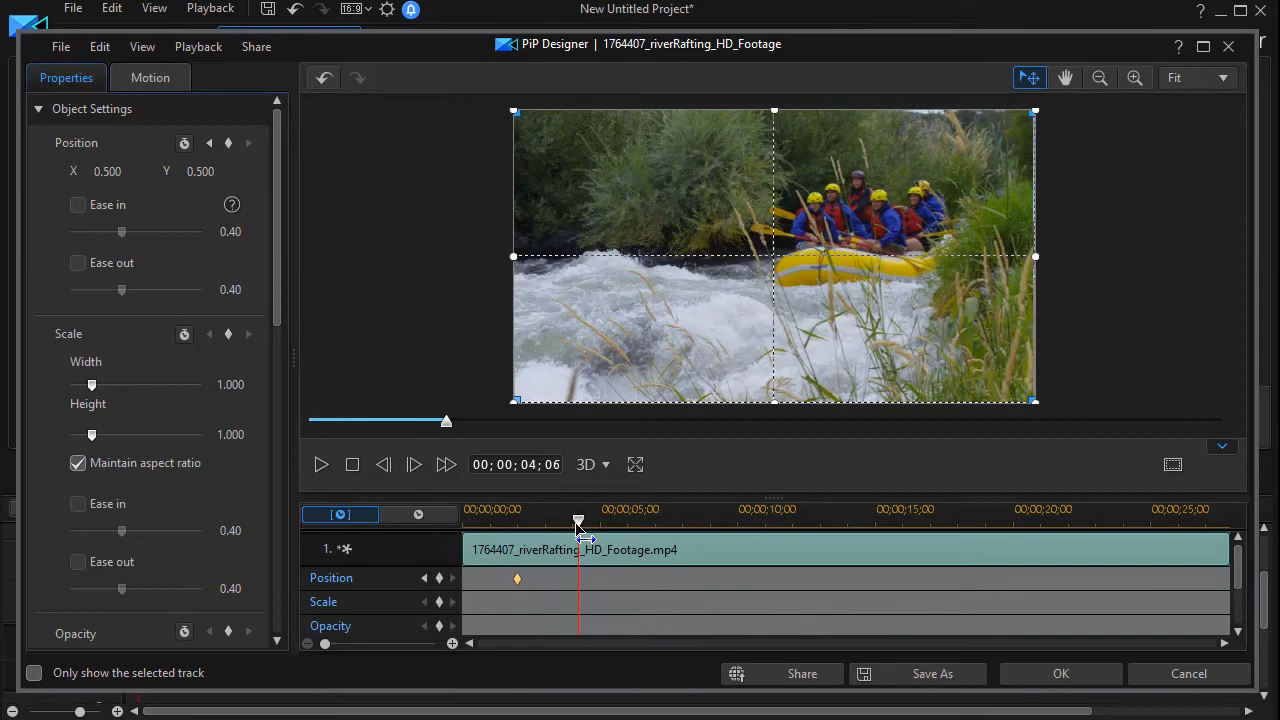 File Edit View Playback 16:9 New Untitled Project* ?
File Edit View Playback Share PiP Designer | 1764407_riverRafting_HD_Footage ?
Properties Motion Fit
Object Settings
Position
X 0.500 Y 0.500
Ease in ?
0.40
Ease out
0.40
Scale
Width
1.000
Height
1.000
Maintain aspect ratio
Ease in
0.40
Ease out
0.40
Opacity
00;00;04;06 3D
00;00;00;00 00;00;05;00 00;00;10;00 00;00;15;00 00;00;20;00 00;00;25;00
1. 1764407_riverRafting_HD_Footage.mp4
Position
Scale
Opacity
Only show the selected track Share Save As OK Cancel